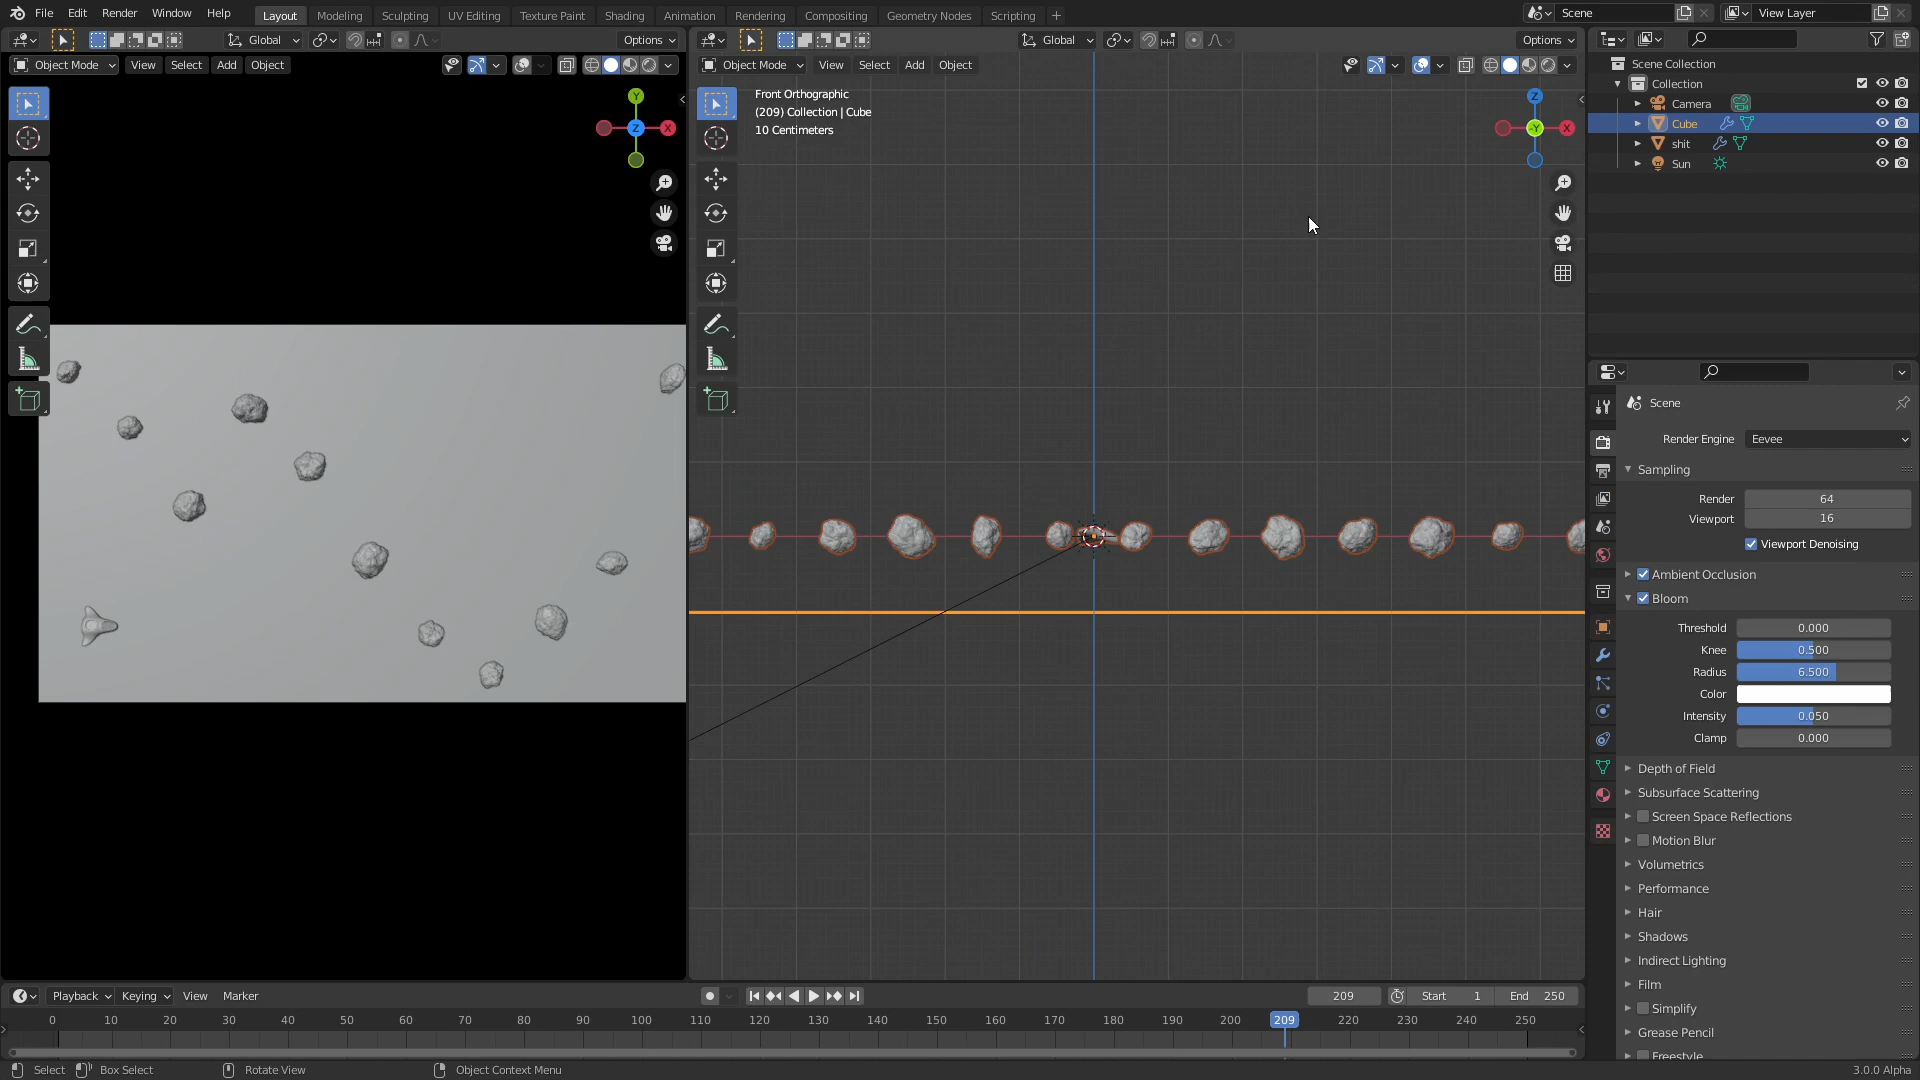 File Edit Render Window Help Layout Modeling Sculpting UV Editing Texture Paint Shading Animation Rendering Compositing Geometry Nodes Scripting + Scene View Layer
Global Options Global Options
Object Mode View Select Add Object Object Mode View Select Add Object
Scene Collection
Collection
Camera
Cube
shit
Sun
Y
Z
X
Front Orthographic
(209) Collection | Cube
10 Centimeters
Z
-Y
X
Scene
Render Engine Eevee
Sampling
Render 64
Viewport 16
Viewport Denoising
Ambient Occlusion
Bloom
Threshold 0.000
Knee 0.500
Radius 6.500
Color
Intensity 0.050
Clamp 0.000
Depth of Field
Subsurface Scattering
Screen Space Reflections
Motion Blur
Volumetrics
Performance
Hair
Shadows
Indirect Lighting
Film
Simplify
Grease Pencil
Freestyle
Playback Keying View Marker 209 Start 1 End 250
0 10 20 30 40 50 60 70 80 90 100 110 120 130 140 150 160 170 180 190 200 209 220 230 240 250
Select Box Select Rotate View Object Context Menu 3.0.0 Alpha